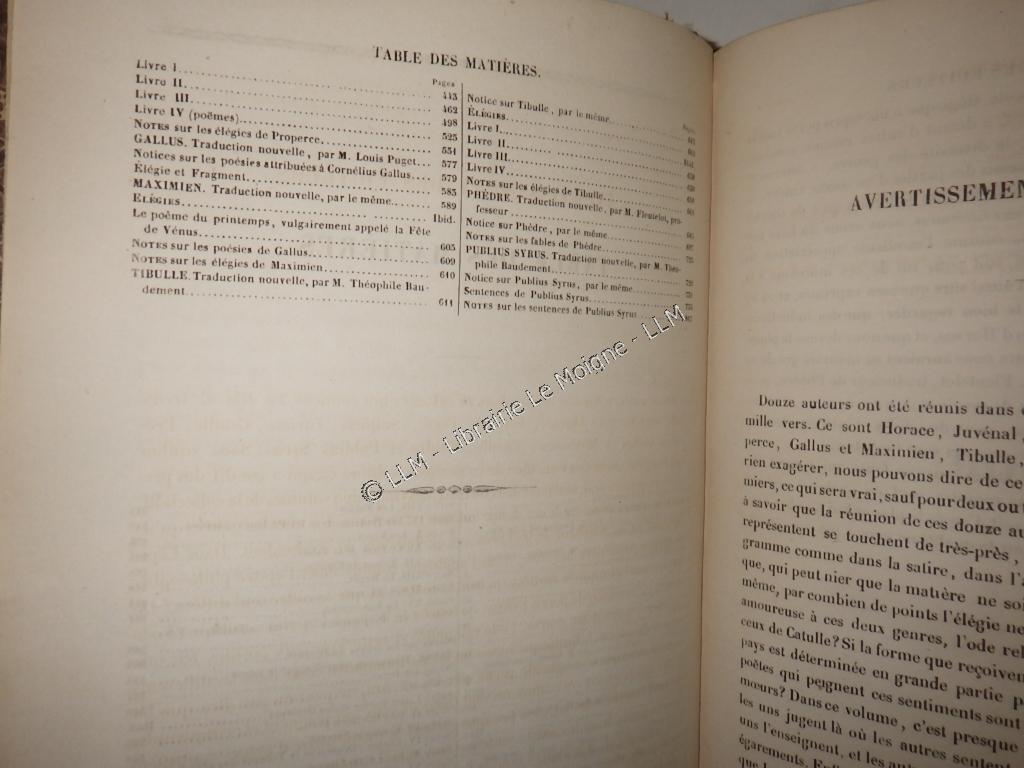 TABLE DES MATIÈRES.
Pages
Livre I. 443
Livre II. 462
Livre III. 498
Livre IV (poëmes). 525
NOTES sur les élégies de Properce. 551
GALLUS. Traduction nouvelle, par M. Louis Puget. 577
Notices sur les poésies attribuées à Cornélius Gallus. 579
Élégie et Fragment. 585
MAXIMIEN. Traduction nouvelle, par le même. 589
ÉLÉGIES. Ibid.
Le poëme du printemps, vulgairement appelé la Fête
de Vénus. 605
NOTES sur les poésies de Gallus. 609
NOTES sur les élégies de Maximien. 610
TIBULLE. Traduction nouvelle, par M. Théophile Bau-
dement. 611
Notice sur Tibulle, par le même.
ÉLÉGIES.
Livre I. Ibid.
Livre II.
Livre III.
Livre IV.
NOTES sur les élégies de Tibulle.
PHÈDRE. Traduction nouvelle, par M. Fleutelot, pro-
fesseur.
Notice sur Phèdre, par le même.
NOTES sur les fables de Phèdre.
PUBLIUS SYRUS. Traduction nouvelle, par M. Théo-
phile Baudement.
Notice sur Publius Syrus, par le même.
Sentences de Publius Syrus.
NOTES sur les sentences de Publius Syrus
© LLM - Librairie Le Moigne - LLM
AVERTISSEMEN
Douze auteurs ont été réunis dans
mille vers. Ce sont Horace, Juvénal,
perce, Gallus et Maximien, Tibulle,
rien exagérer, nous pouvons dire de ce
miers, ce qui sera vrai, sauf pour deux ou t
à savoir que la réunion de ces douze au
représentent se touchent de très-près,
gramme comme dans la satire, dans l'
que, qui peut nier que la matière ne soi
même, par combien de points l'élégie ne
amoureuse à ces deux genres, l'ode rel
ceux de Catulle? Si la forme que reçoiven
pays est déterminée en grande partie p
poëtes qui peignent ces sentiments sont
mœurs? Dans ce volume, c'est presque
les uns jugent là où les autres sentent
uns l'enseignent, et les autres
égarements.
que